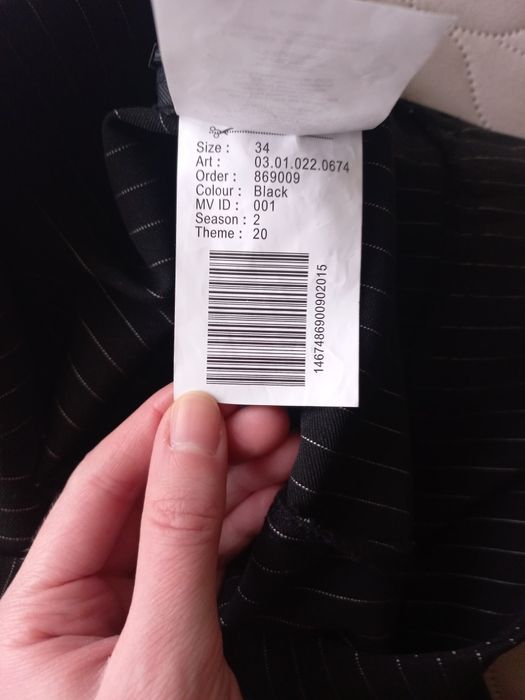 Size : 34
Art : 03.01.022.0674
Order : 869009
Colour : Black
MV ID : 001
Season : 2
Theme : 20
1467486900902015